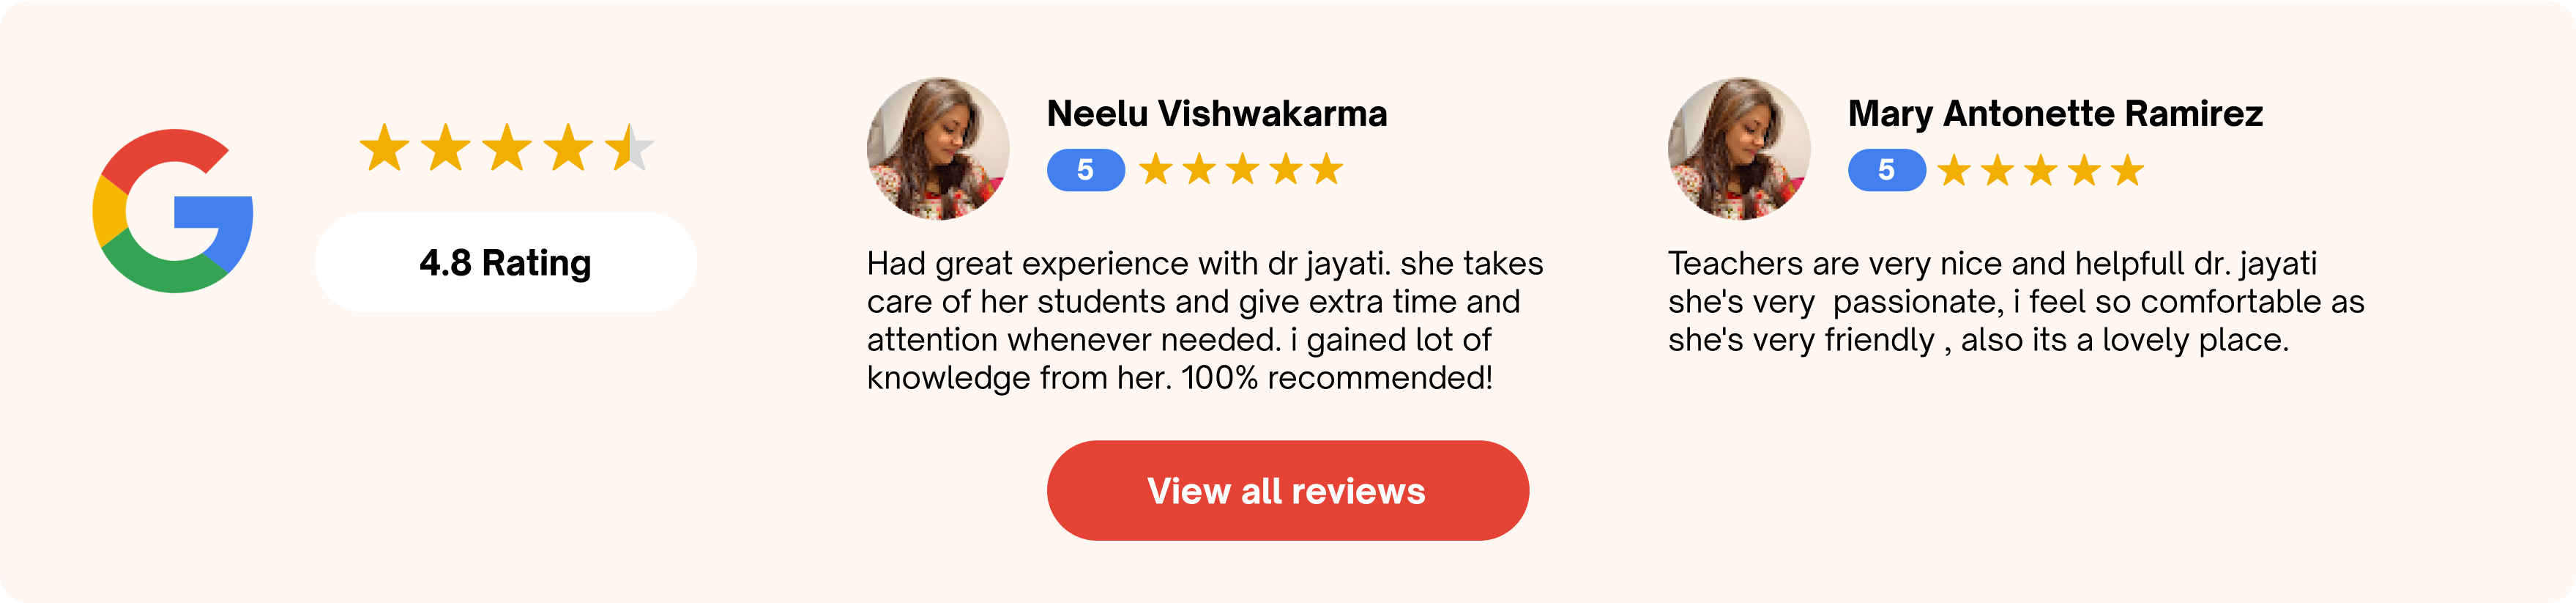 4.8 Rating
Neelu Vishwakarma
5
Had great experience with dr jayati. she takes
care of her students and give extra time and
attention whenever needed. i gained lot of
knowledge from her. 100% recommended!
Mary Antonette Ramirez
5
Teachers are very nice and helpfull dr. jayati
she's very  passionate, i feel so comfortable as
she's very friendly , also its a lovely place.
View all reviews